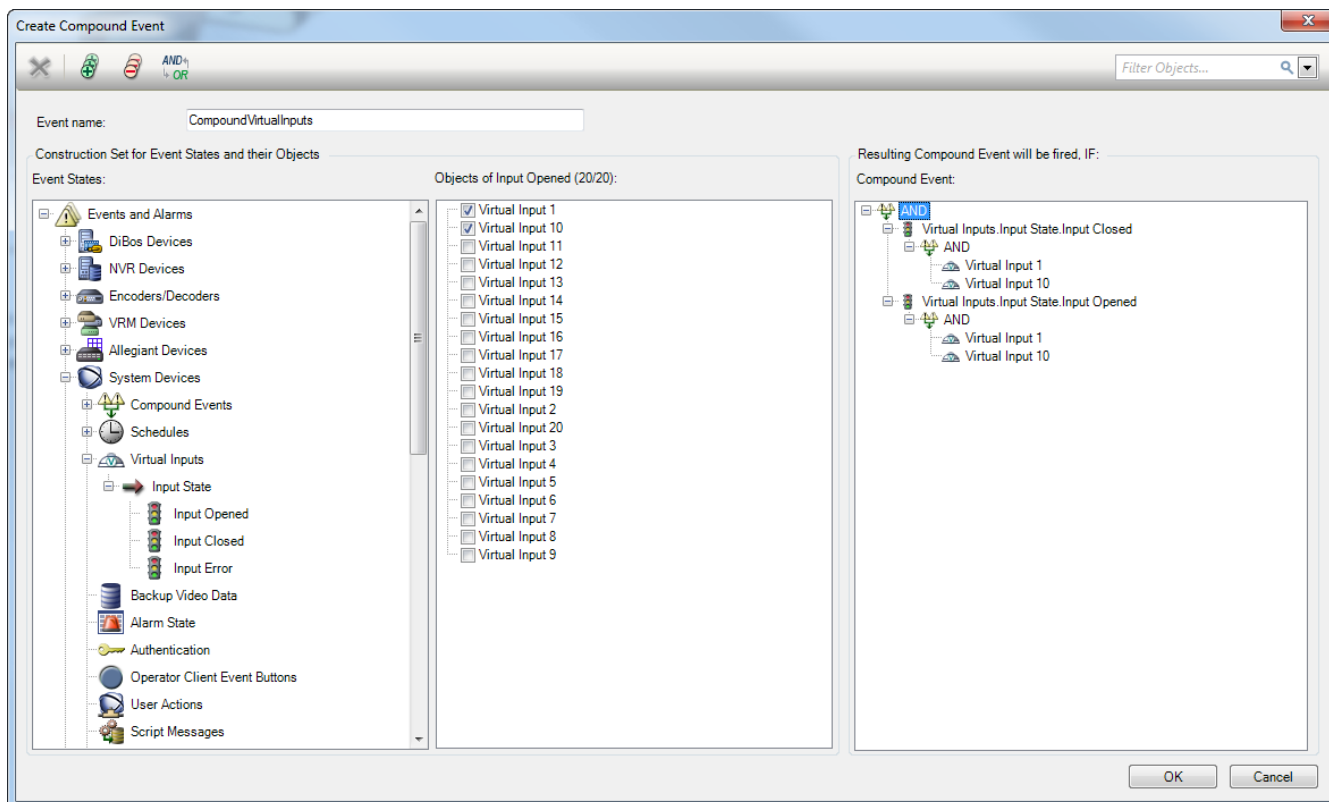 Create Compound Event
AND
OR
Filter Objects...
Event name:
CompoundVirtualInputs
Construction Set for Event States and their Objects
Event States:
Events and Alarms
DiBos Devices
NVR Devices
Encoders/Decoders
VRM Devices
Allegiant Devices
System Devices
Compound Events
Schedules
Virtual Inputs
Input State
Input Opened
Input Closed
Input Error
Backup Video Data
Alarm State
Authentication
Operator Client Event Buttons
User Actions
Script Messages
Objects of Input Opened (20/20):
Virtual Input 1
Virtual Input 10
Virtual Input 11
Virtual Input 12
Virtual Input 13
Virtual Input 14
Virtual Input 15
Virtual Input 16
Virtual Input 17
Virtual Input 18
Virtual Input 19
Virtual Input 2
Virtual Input 20
Virtual Input 3
Virtual Input 4
Virtual Input 5
Virtual Input 6
Virtual Input 7
Virtual Input 8
Virtual Input 9
Resulting Compound Event will be fired, IF:
Compound Event:
AND
Virtual Inputs.Input State.Input Closed
AND
Virtual Input 1
Virtual Input 10
Virtual Inputs.Input State.Input Opened
AND
Virtual Input 1
Virtual Input 10
OK
Cancel